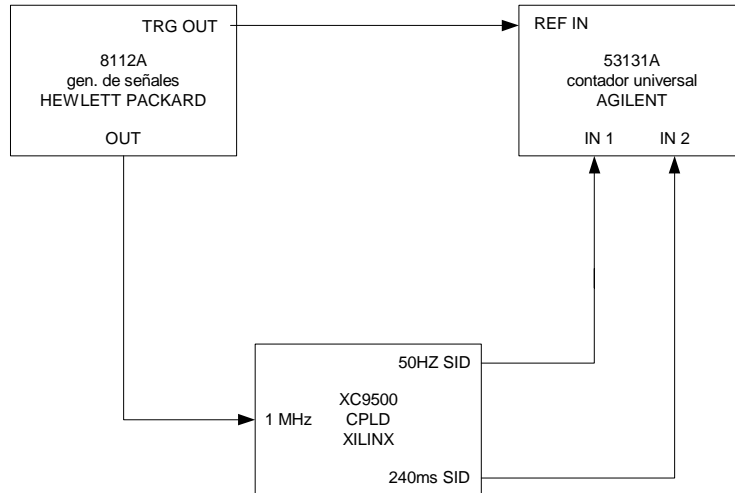 TRG OUT
8112A
gen. de señales
HEWLETT PACKARD
OUT
REF IN
53131A
contador universal
AGILENT
IN 1
IN 2
50HZ SID
XC9500
1 MHz
CPLD
XILINX
240ms SID